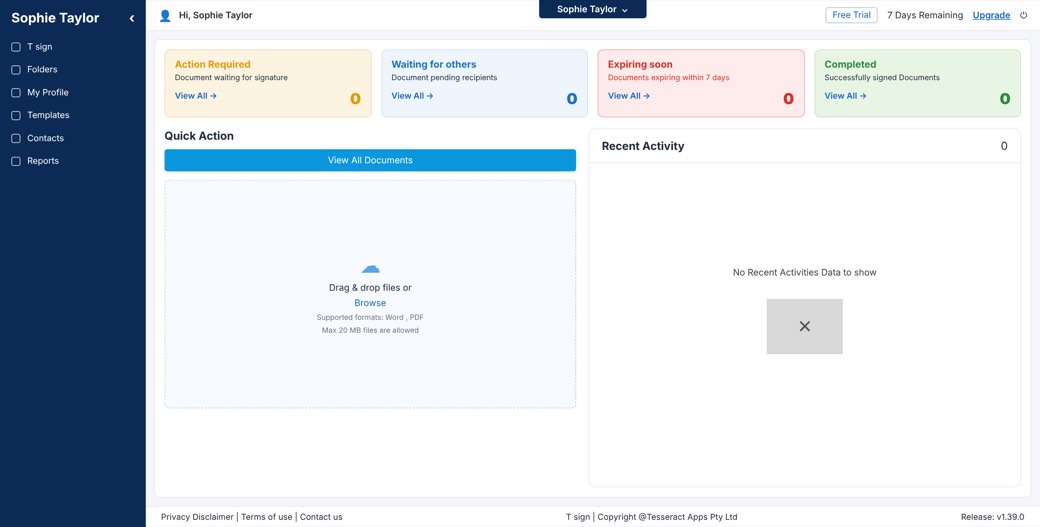 Sophie Taylor
T sign
Folders
My Profile
Templates
Contacts
Reports
Hi, Sophie Taylor
Sophie Taylor
Free Trial
7 Days Remaining
Upgrade
Action Required
Document waiting for signature
View All →
0
Waiting for others
Document pending recipients
View All →
0
Expiring soon
Documents expiring within 7 days
View All →
0
Completed
Successfully signed Documents
View All →
0
Quick Action
View All Documents
Drag & drop files or
Browse
Supported formats: Word , PDF
Max 20 MB files are allowed
Recent Activity
0
No Recent Activities Data to show
Privacy Disclaimer | Terms of use | Contact us
T sign | Copyright @Tesseract Apps Pty Ltd
Release: v1.39.0